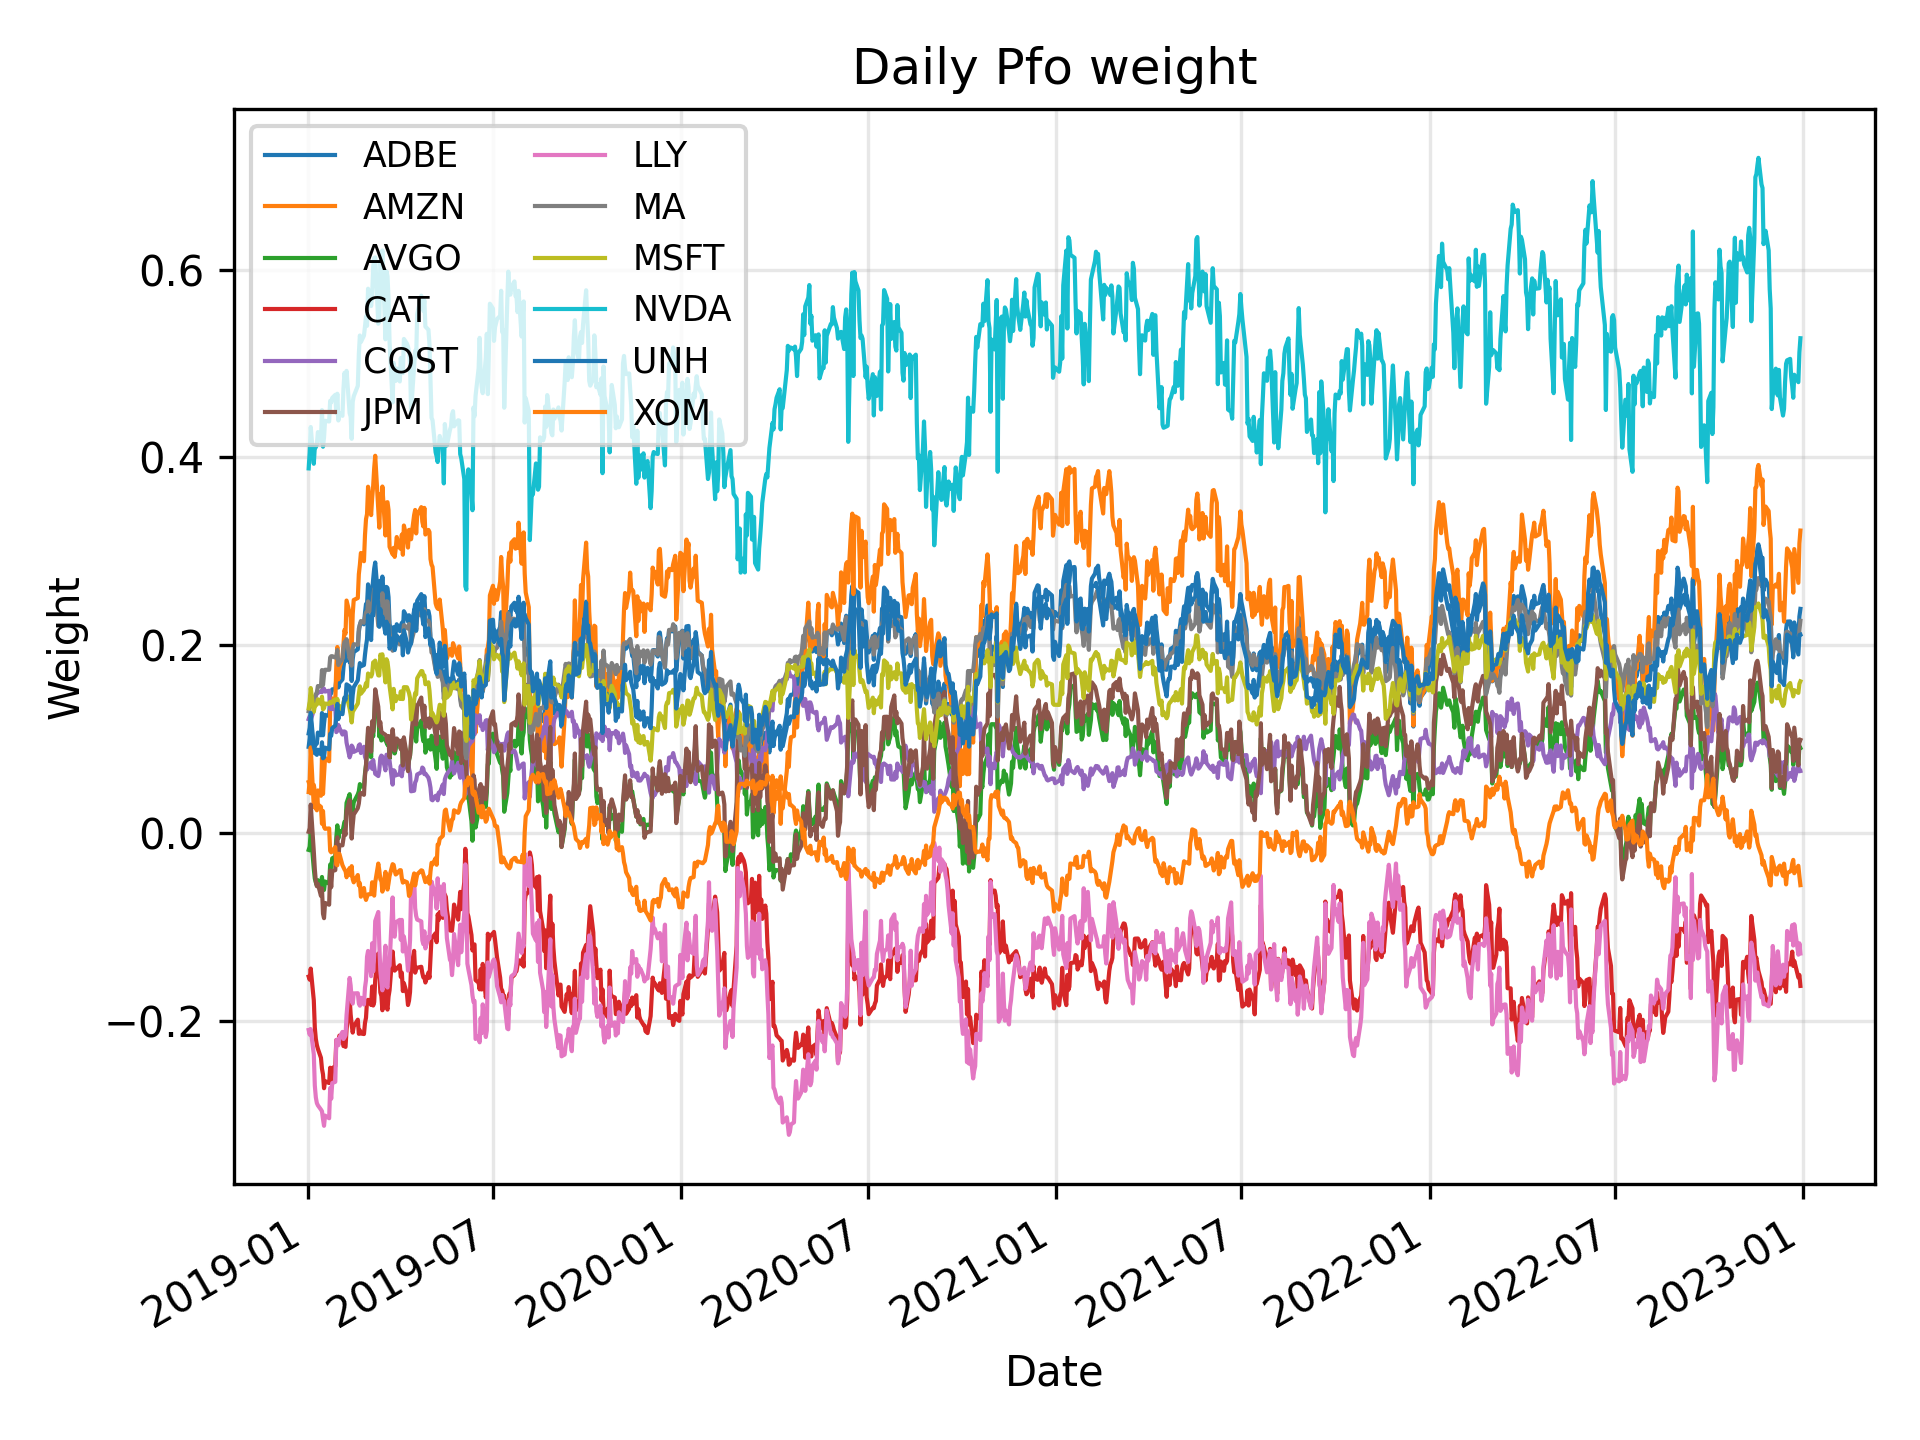 Daily Pfo weight
ADBE
AMZN
AVGO
CAT
COST
JPM
LLY
MA
MSFT
NVDA
UNH
XOM
Weight
0.6
0.4
0.2
0.0
−0.2
2019-01
2019-07
2020-01
2020-07
2021-01
2021-07
2022-01
2022-07
2023-01
Date